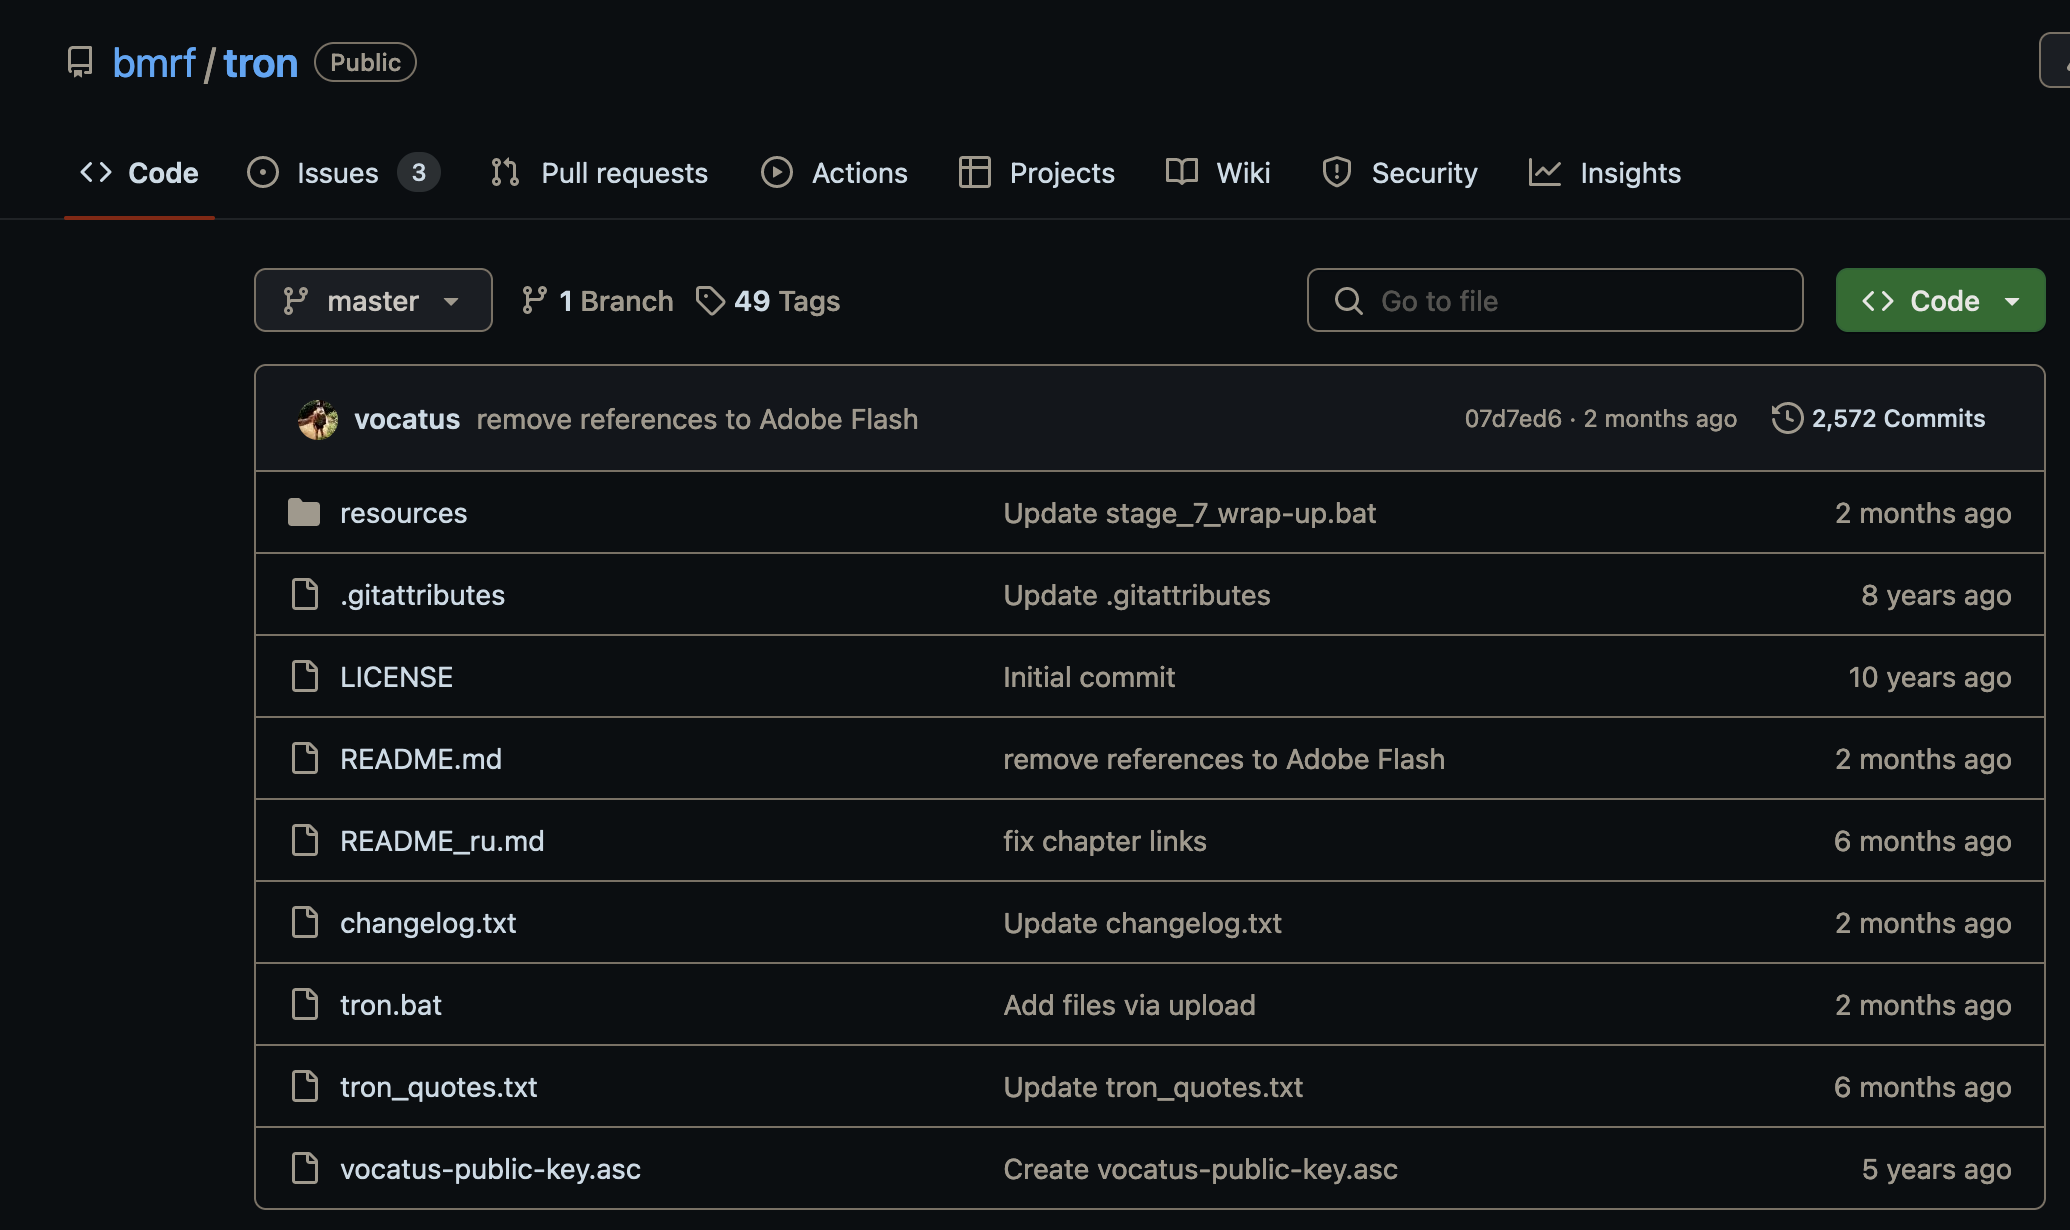 bmrf / tron Public
Code Issues 3 Pull requests Actions Projects Wiki Security Insights
master 1 Branch 49 Tags Go to file Code
vocatus remove references to Adobe Flash 07d7ed6 · 2 months ago 2,572 Commits
resources Update stage_7_wrap-up.bat 2 months ago
.gitattributes Update .gitattributes 8 years ago
LICENSE Initial commit 10 years ago
README.md remove references to Adobe Flash 2 months ago
README_ru.md fix chapter links 6 months ago
changelog.txt Update changelog.txt 2 months ago
tron.bat Add files via upload 2 months ago
tron_quotes.txt Update tron_quotes.txt 6 months ago
vocatus-public-key.asc Create vocatus-public-key.asc 5 years ago